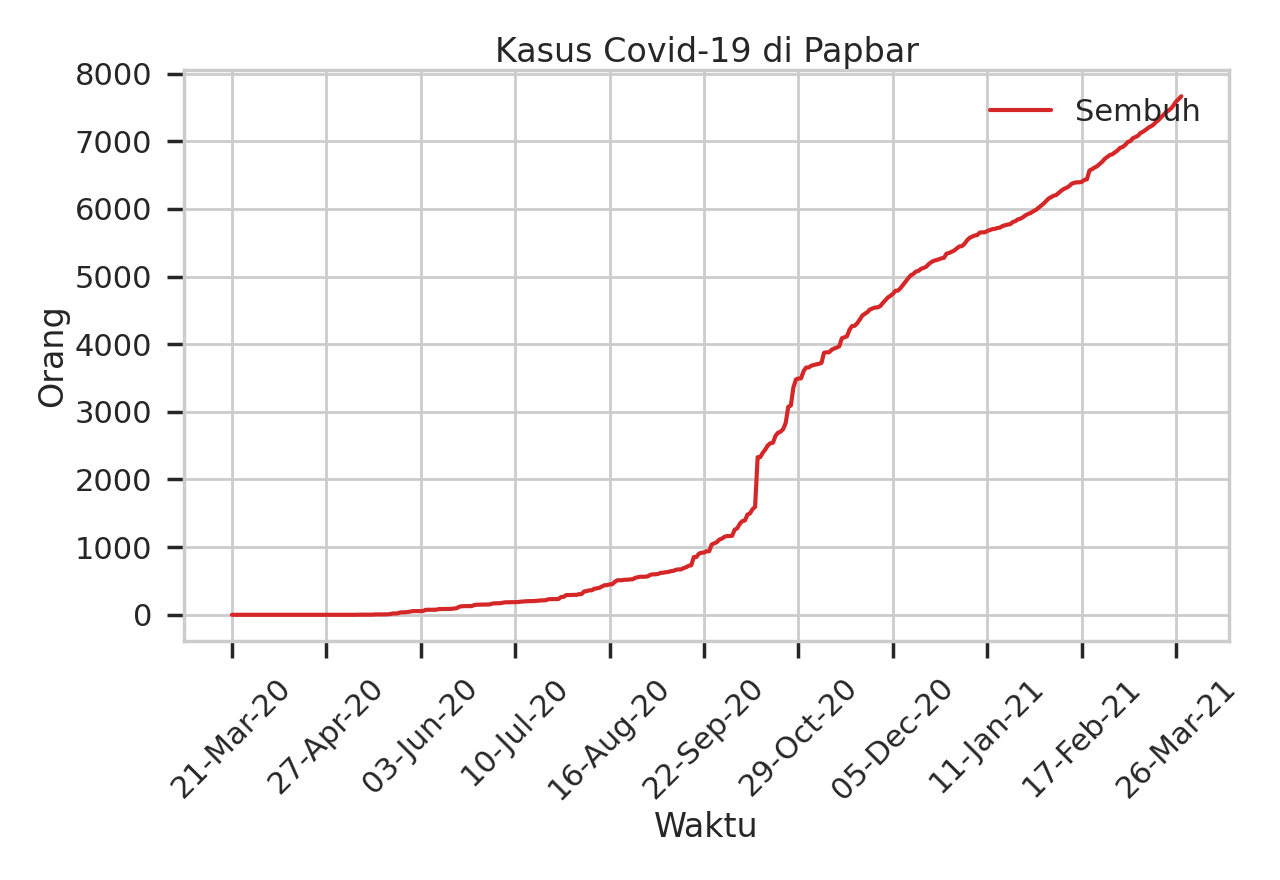 Kasus Covid-19 di Papbar
Sembuh
Orang
8000
7000
6000
5000
4000
3000
2000
1000
0
21-Mar-20
27-Apr-20
03-Jun-20
10-Jul-20
16-Aug-20
22-Sep-20
29-Oct-20
05-Dec-20
11-Jan-21
17-Feb-21
26-Mar-21
Waktu